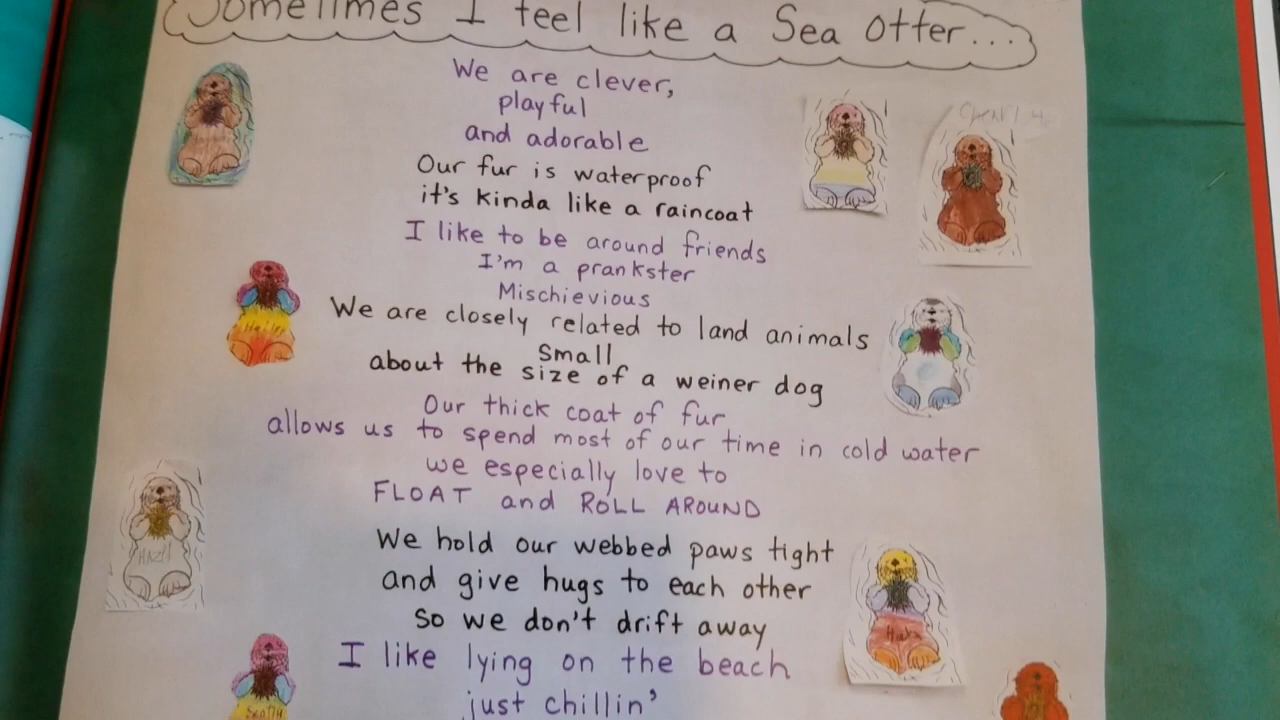 Sometimes I feel like a Sea Otter...
We are clever,
playful
and adorable
Our fur is waterproof
it's kinda like a raincoat
I like to be around friends
I'm a prankster
Mischievious
We are closely related to land animals
Small
about the size of a weiner dog
Our thick coat of fur
allows us to spend most of our time in cold water
we especially love to
FLOAT and ROLL AROUND
We hold our webbed paws tight
and give hugs to each other
so we don't drift away
I like lying on the beach
just chillin'